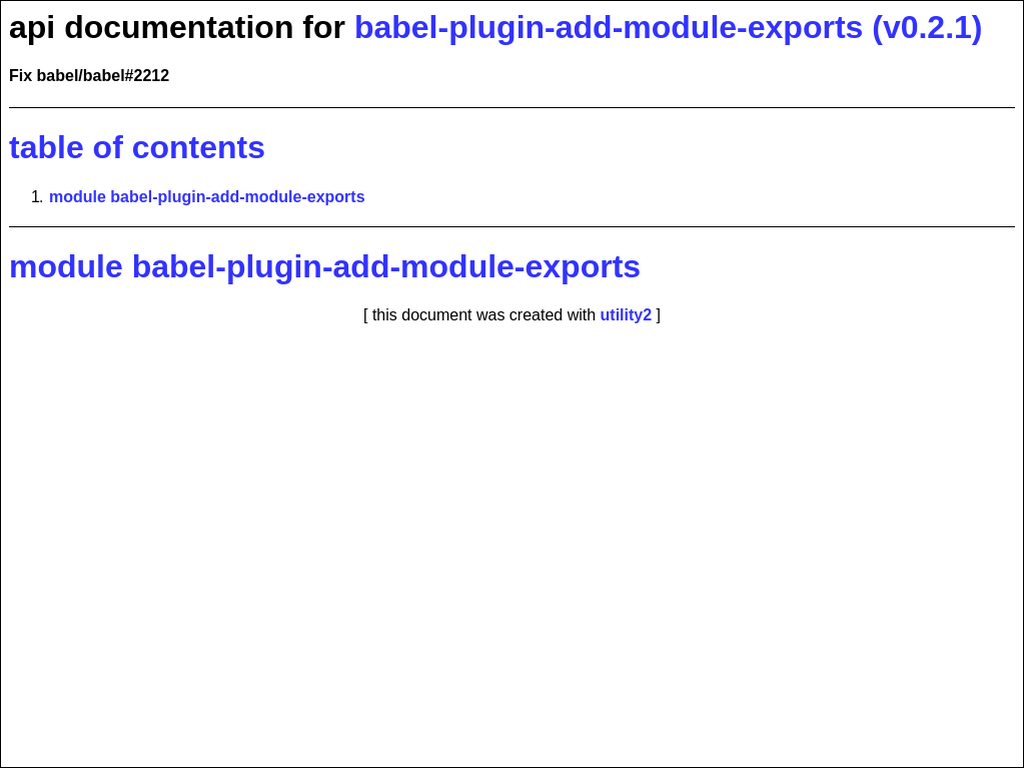 api documentation for babel-plugin-add-module-exports (v0.2.1)
Fix babel/babel#2212
table of contents
1. module babel-plugin-add-module-exports
module babel-plugin-add-module-exports
[ this document was created with utility2 ]